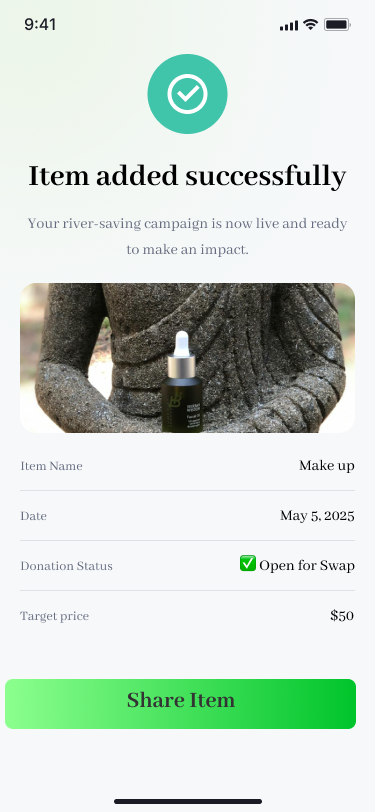 9:41
Item added successfully
Your river-saving campaign is now live and ready
to make an impact.
Item Name Make up
Date May 5, 2025
Donation Status ✅ Open for Swap
Target price $50
Share Item